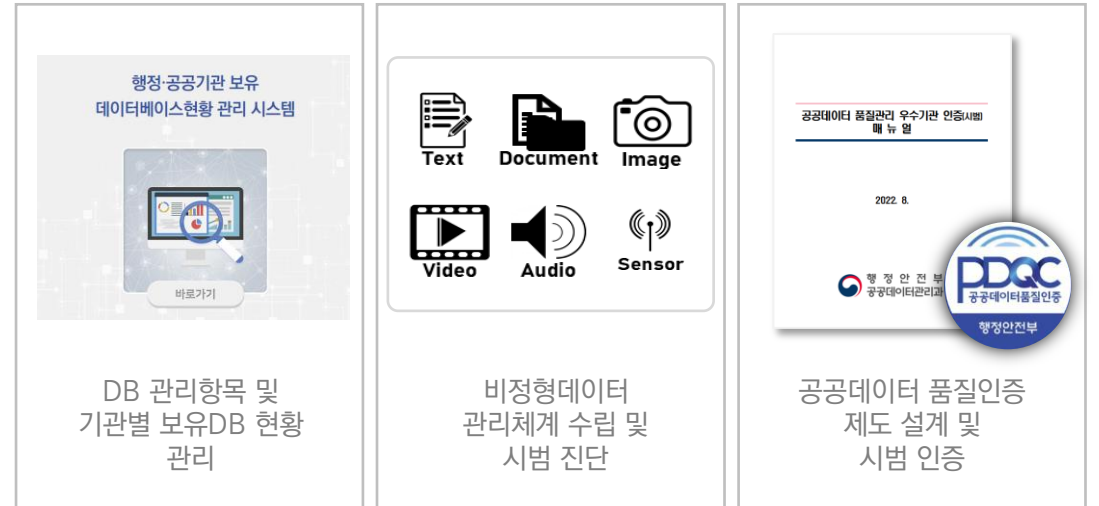 행정·공공기관 보유
데이터베이스현황 관리 시스템
바로가기
DB 관리항목 및
기관별 보유DB 현황
관리
Text
Document
Image
Video
Audio
Sensor
비정형데이터
관리체계 수립 및
시범 진단
공공데이터 품질관리 우수기관 인증(시범)
매 뉴 얼
2022. 8.
행 정 안 전 부
공공데이터관리과
PDQC
공공데이터품질인증
행정안전부
공공데이터 품질인증
제도 설계 및
시범 인증